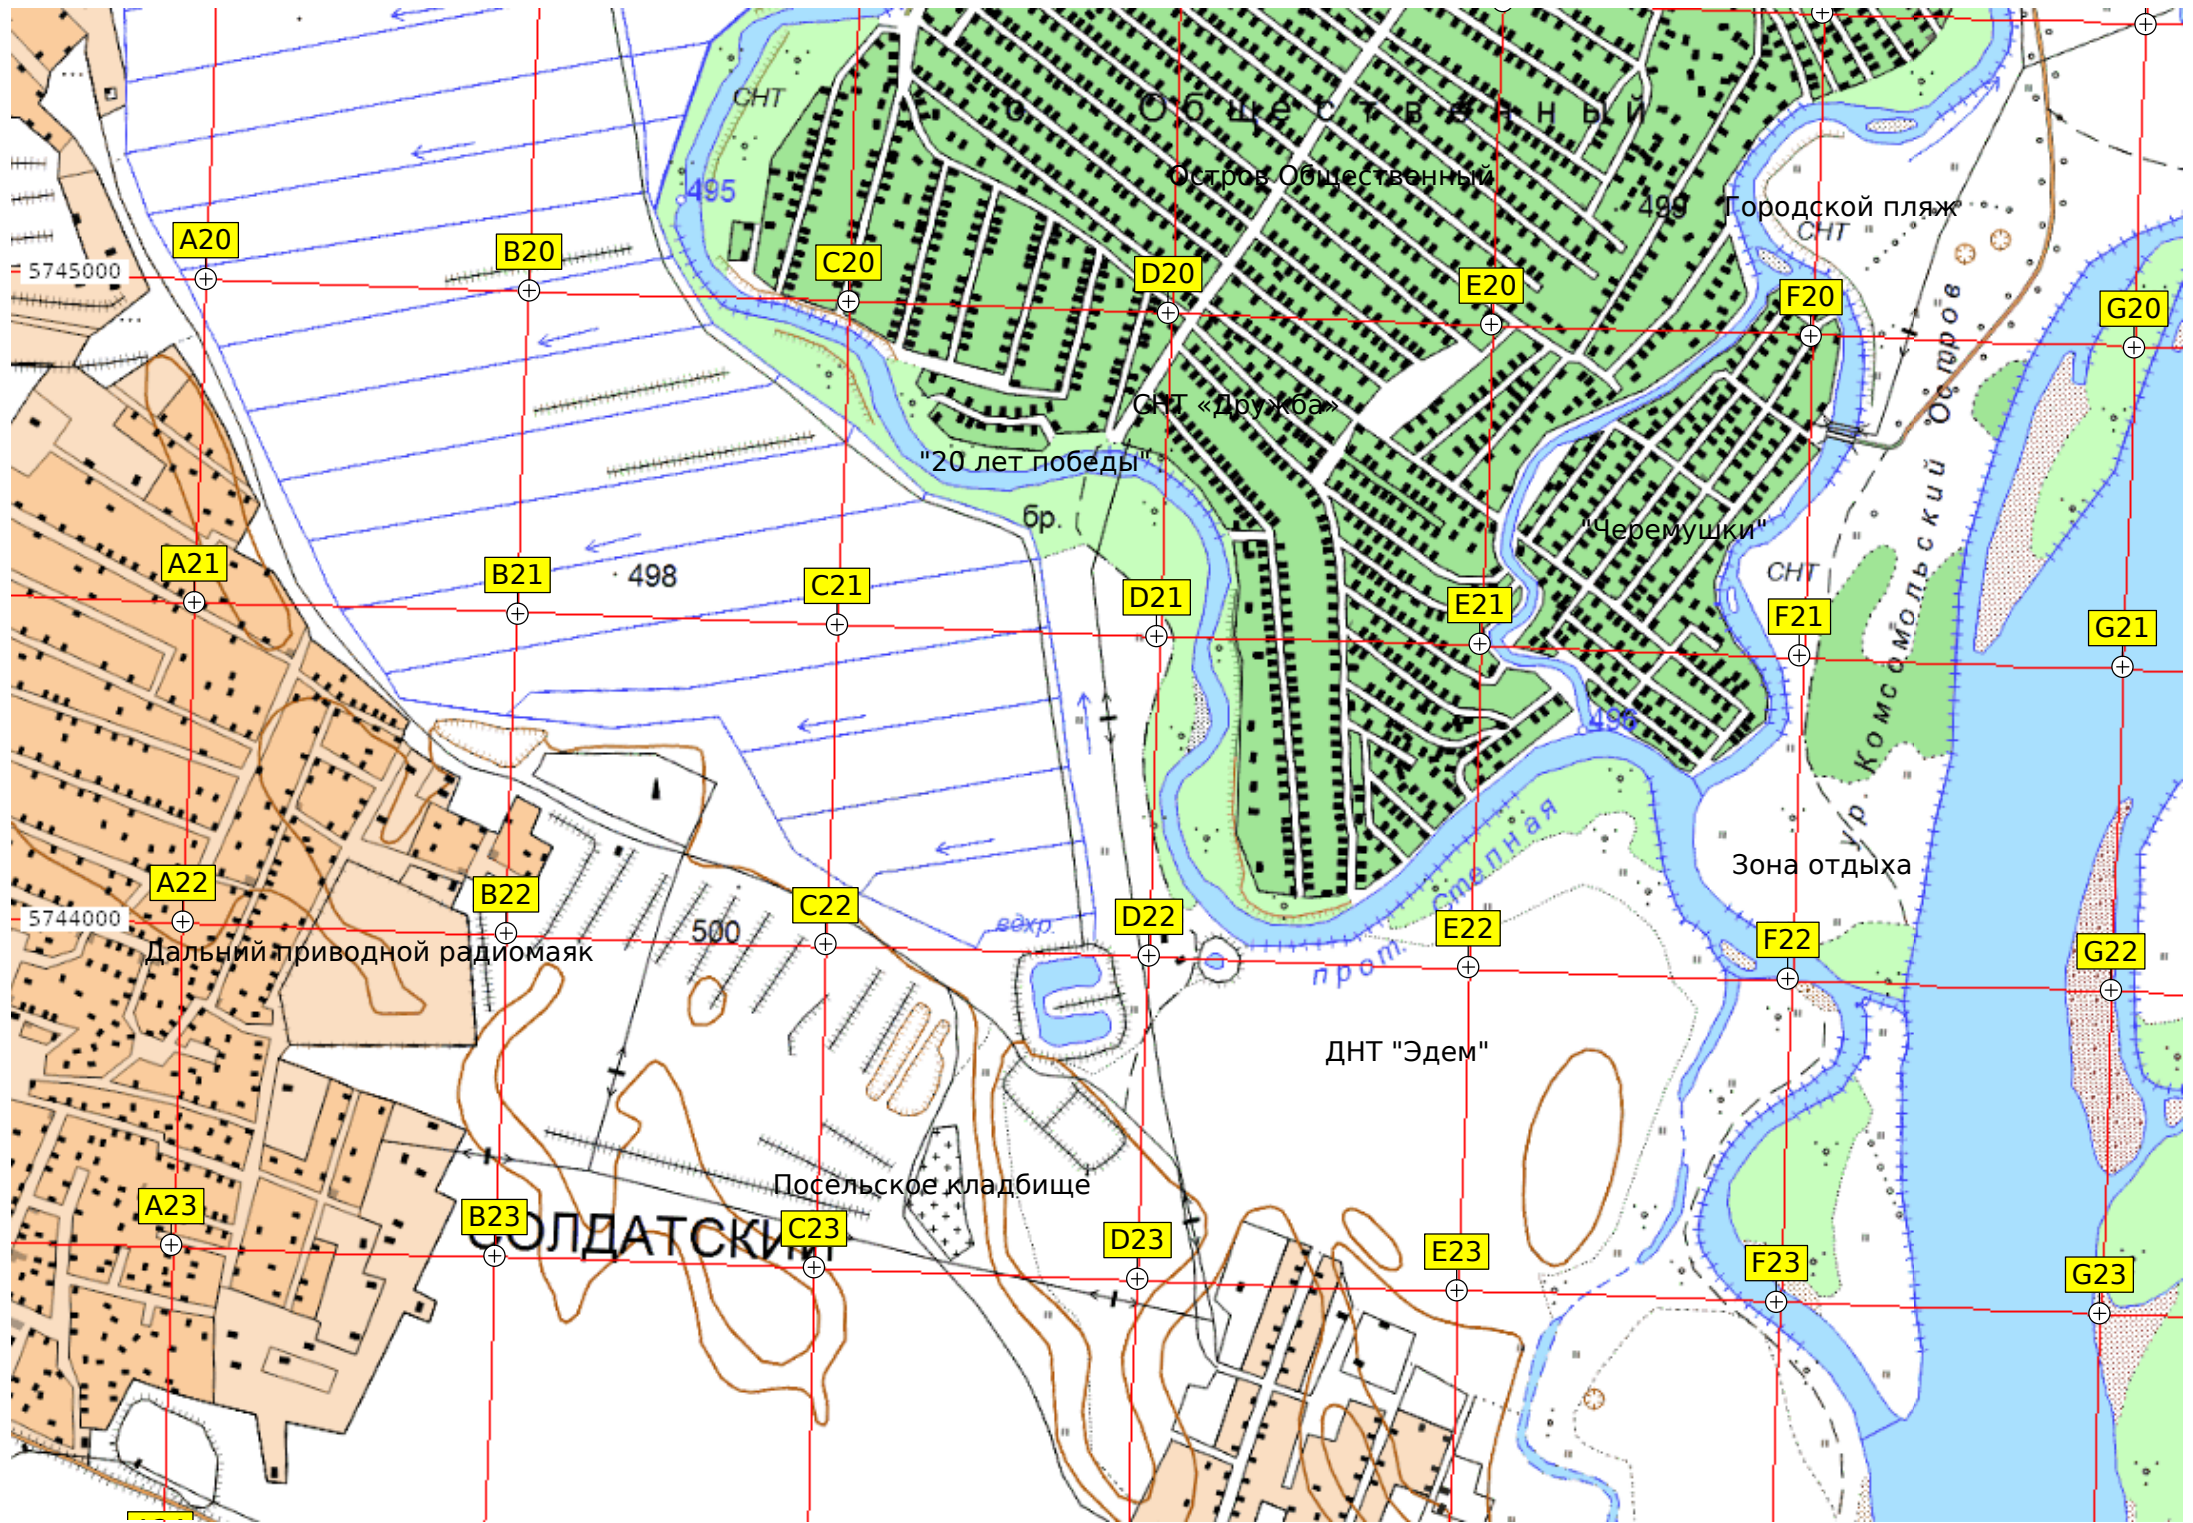 СНТ
о. Общественный
495
Остров Общественный
499
Городской пляж
СНТ
A20
B20
C20
D20
E20
F20
G20
5745000
СНТ «Дружба»
"20 лет победы"
бр.
"Черемушки"
498
СНТ
ур. Комсомольский Остров
A21
B21
C21
D21
E21
F21
G21
496
Зона отдыха
прот. Степная
вдхр.
500
A22
B22
C22
D22
E22
F22
G22
5744000
Дальний приводной радиомаяк
ДНТ "Эдем"
Посельское кладбище
СОЛДАТСКИЙ
A23
B23
C23
D23
E23
F23
G23